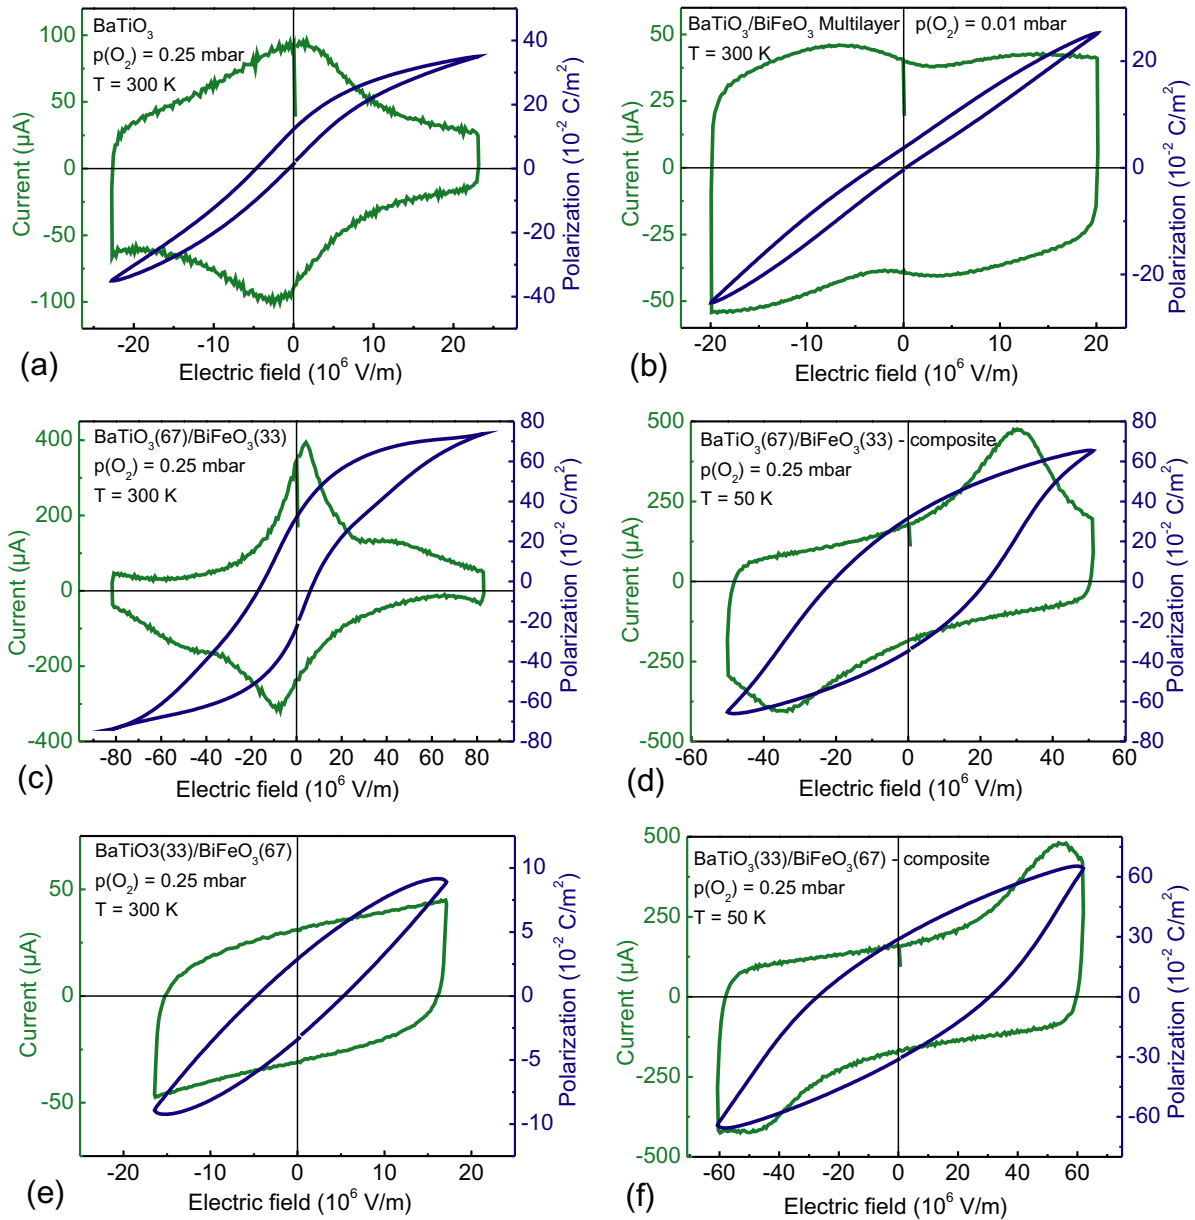 BaTiO₃
p(O₂) = 0.25 mbar
T = 300 K
100
50
0
-50
-100
Current (µA)
40
20
0
-20
-40
Polarization (10⁻² C/m²)
-20 -10 0 10 20
Electric field (10⁶ V/m)
(a)
BaTiO₃/BiFeO₃ Multilayer p(O₂) = 0.01 mbar
T = 300 K
50
25
0
-25
-50
Current (µA)
20
0
-20
Polarization (10⁻² C/m²)
-20 -10 0 10 20
Electric field (10⁶ V/m)
(b)
BaTiO₃(67)/BiFeO₃(33)
p(O₂) = 0.25 mbar
T = 300 K
400
200
0
-200
-400
Current (µA)
80
60
40
20
0
-20
-40
-60
-80
Polarization (10⁻² C/m²)
-80 -60 -40 -20 0 20 40 60 80
Electric field (10⁶ V/m)
(c)
BaTiO₃(67)/BiFeO₃(33) - composite
p(O₂) = 0.25 mbar
T = 50 K
500
250
0
-250
-500
Current (µA)
80
60
40
20
0
-20
-40
-60
-80
Polarization (10⁻² C/m²)
-60 -40 -20 0 20 40 60
Electric field (10⁶ V/m)
(d)
BaTiO3(33)/BiFeO₃(67)
p(O₂) = 0.25 mbar
T = 300 K
50
0
-50
Current (µA)
10
5
0
-5
-10
Polarization (10⁻² C/m²)
-20 -10 0 10 20
Electric field (10⁶ V/m)
(e)
BaTiO₃(33)/BiFeO₃(67) - composite
p(O₂) = 0.25 mbar
T = 50 K
500
250
0
-250
-500
Current (µA)
60
30
0
-30
-60
Polarization (10⁻² C/m²)
-60 -40 -20 0 20 40 60
Electric field (10⁶ V/m)
(f)